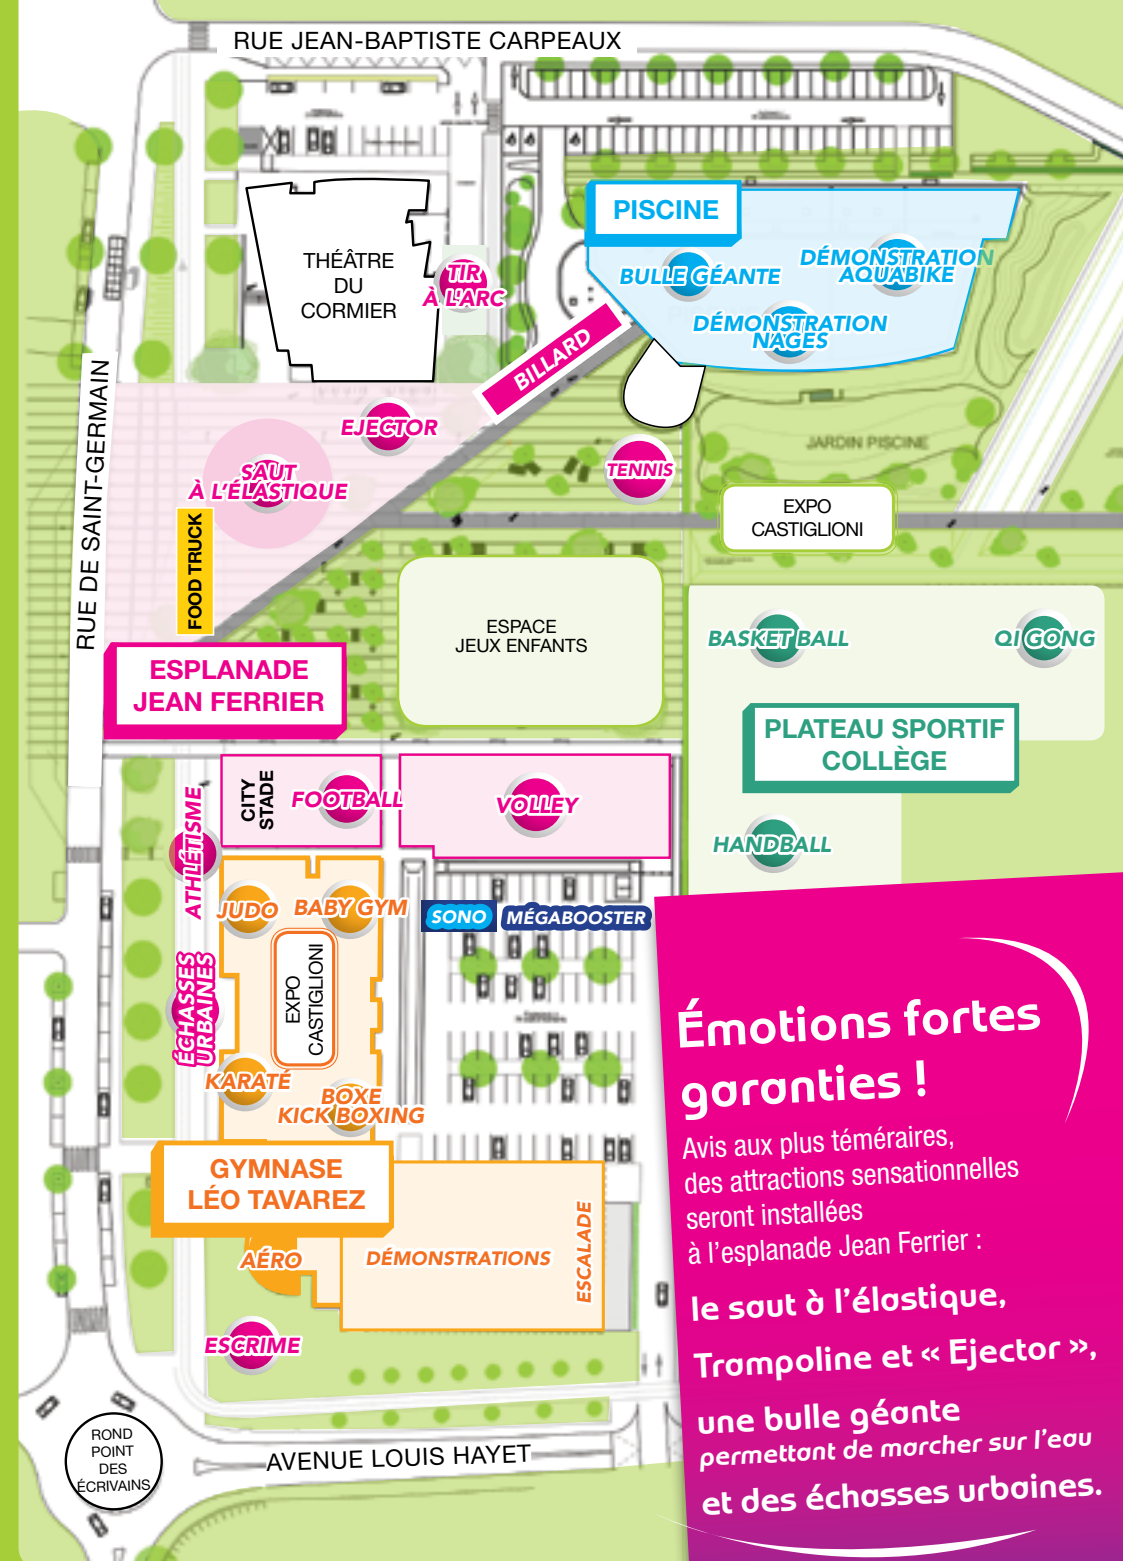 RUE JEAN-BAPTISTE CARPEAUX
PISCINE
THÉÂTRE
DU
CORMIER
TIR
À L'ARC
BULLE GÉANTE
DÉMONSTRATION
AQUABIKE
DÉMONSTRATION
NAGES
BILLARD
RUE DE SAINT-GERMAIN
EJECTOR
SAUT
À L'ÉLASTIQUE
TENNIS
JARDIN PISCINE
EXPO
CASTIGLIONI
FOOD TRUCK
ESPACE
JEUX ENFANTS
BASKET BALL
QI GONG
ESPLANADE
JEAN FERRIER
PLATEAU SPORTIF
COLLÈGE
CITY
STADE
FOOTBALL
VOLLEY
HANDBALL
ATHLÉTISME
JUDO
BABY GYM
SONO
MÉGABOOSTER
ÉCHASSES
URBAINES
EXPO
CASTIGLIONI
KARATÉ
BOXE
KICK BOXING
GYMNASE
LÉO TAVAREZ
AÉRO
DÉMONSTRATIONS
ESCALADE
ESCRIME
ROND
POINT
DES
ÉCRIVAINS
AVENUE LOUIS HAYET
Émotions fortes
garanties !
Avis aux plus téméraires,
des attractions sensationnelles
seront installées
à l'esplanade Jean Ferrier :
le saut à l'élastique,
Trampoline et « Ejector »,
une bulle géante
permettant de marcher sur l'eau
et des échasses urbaines.